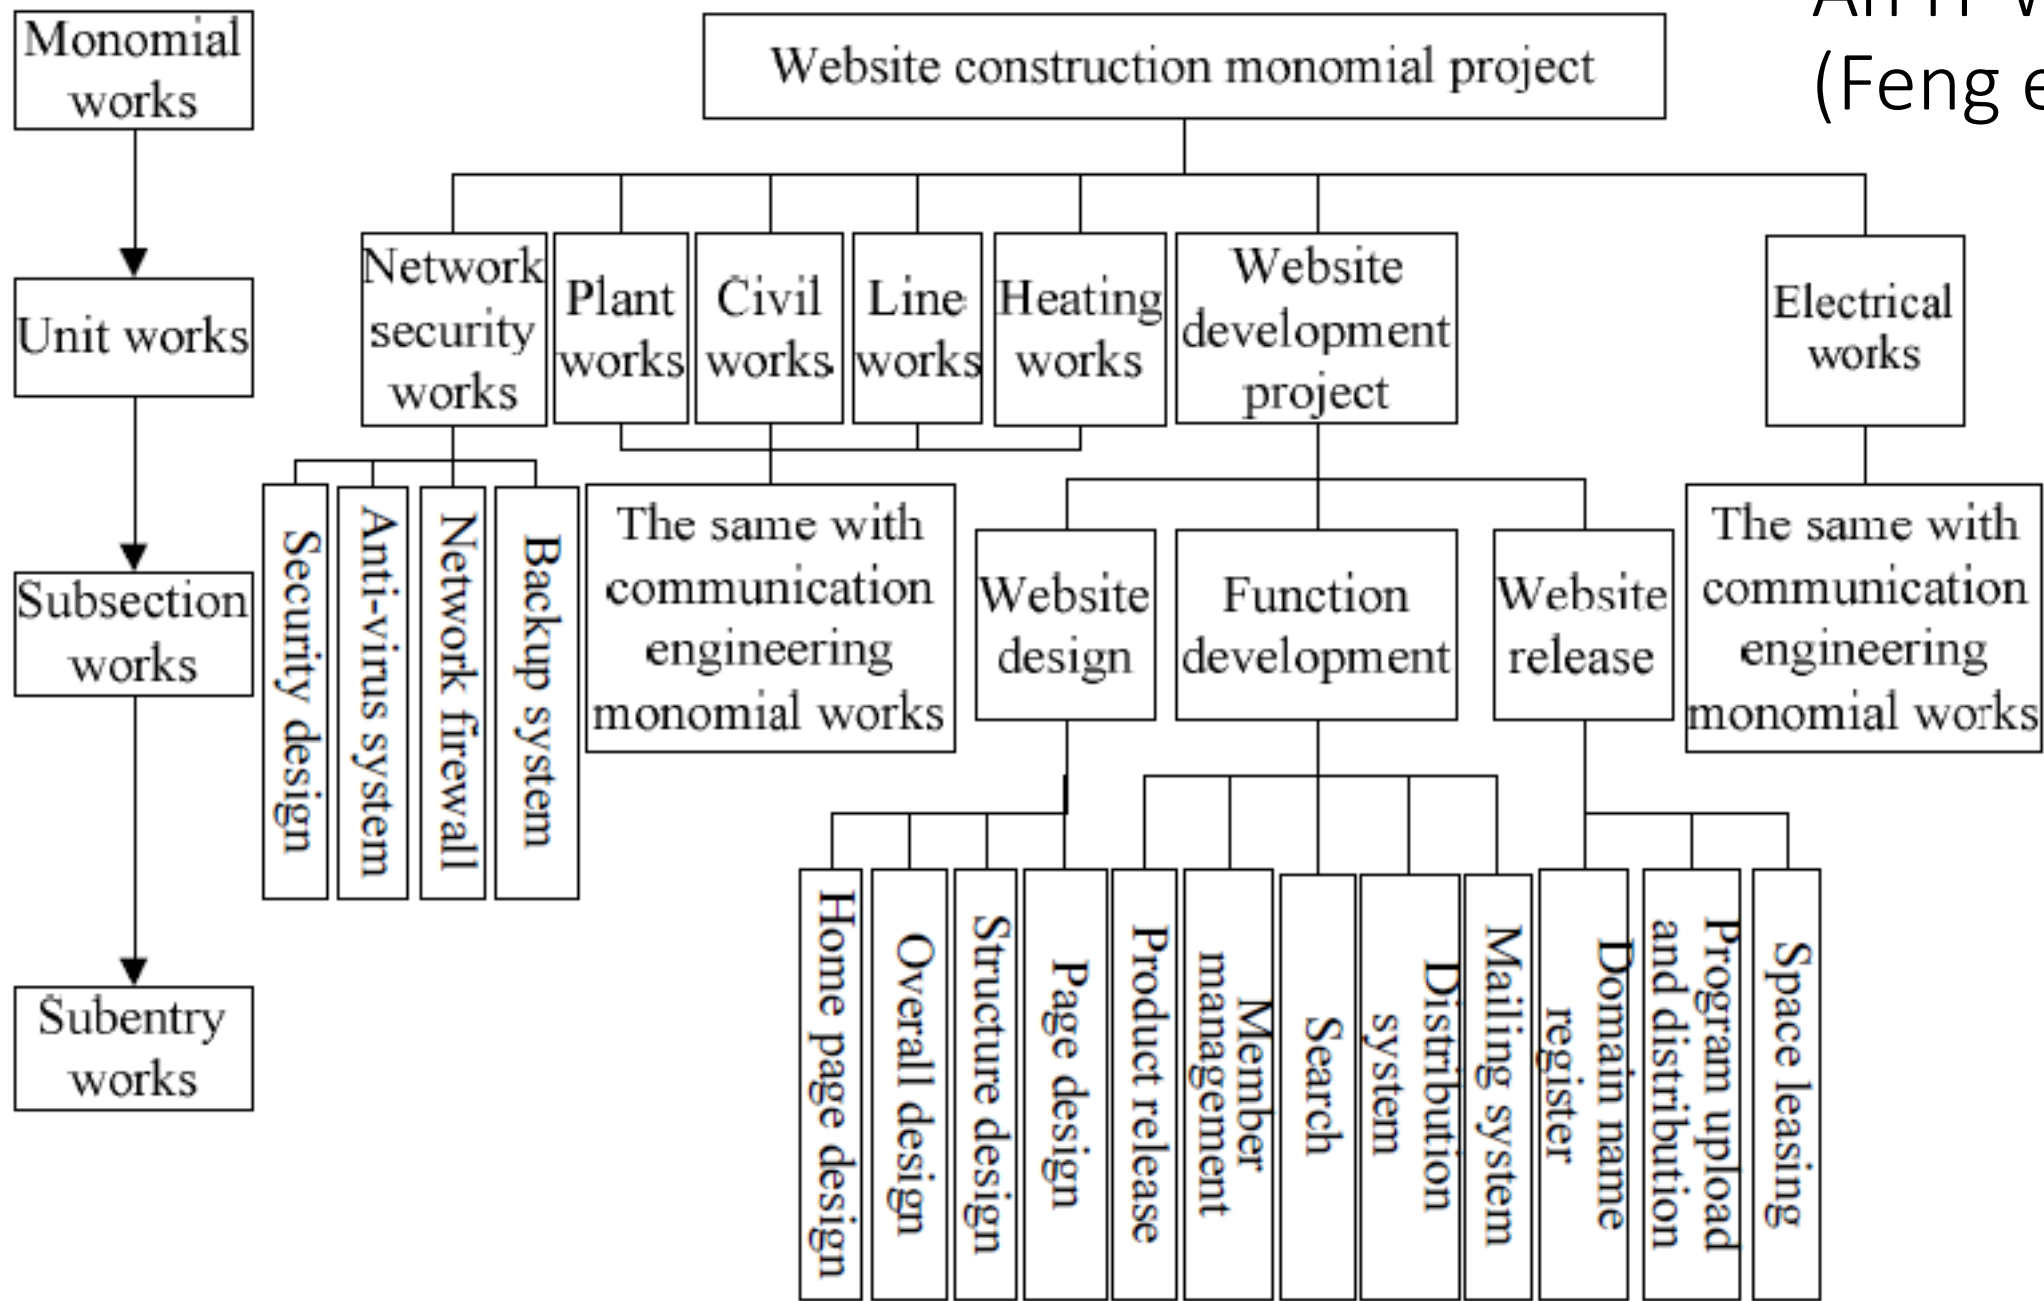 An IT W
(Feng e
Monomial
works
Website construction monomial project
Unit works
Network
security
works
Plant
works
Civil
works
Line
works
Heating
works
Website
development
project
Electrical
works
Subsection
works
Security design
Anti-virus system
Network firewall
Backup system
The same with
communication
engineering
monomial works
Website
design
Function
development
Website
release
The same with
communication
engineering
monomial works
Subentry
works
Home page design
Overall design
Structure design
Page design
Product release
Member
management
Search
Distribution
system
Mailing system
Domain name
register
Program upload
and distribution
Space leasing